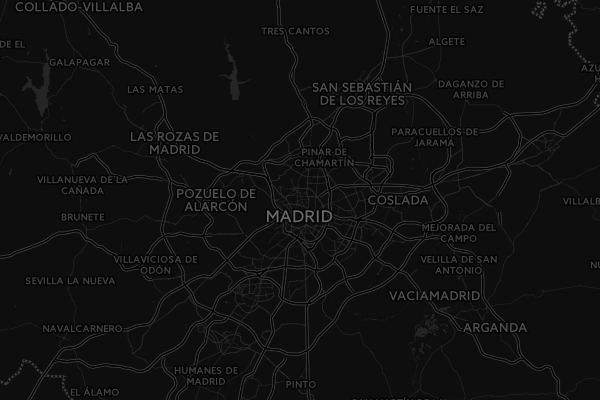 COLLADO-VILLALBA
FUENTE EL SAZ
TRES CANTOS
ALGETE
GALAPAGAR
LAS MATAS
SAN SEBASTIÁN
DE LOS REYES
DAGANZO DE
ARRIBA
VALDEMORILLO
LAS ROZAS DE
MADRID
PARACUELLOS DE
JARAMA
PINAR DE
CHAMARTÍN
VILLANUEVA DE LA
CAÑADA
POZUELO DE
ALARCÓN
COSLADA
BRUNETE
MADRID
MEJORADA DEL
CAMPO
VILLAVICIOSA DE
ODÓN
VELILLA DE SAN
ANTONIO
SEVILLA LA NUEVA
VACIAMADRID
NAVALCARNERO
ARGANDA
HUMANES DE
MADRID
PINTO
EL ÁLAMO